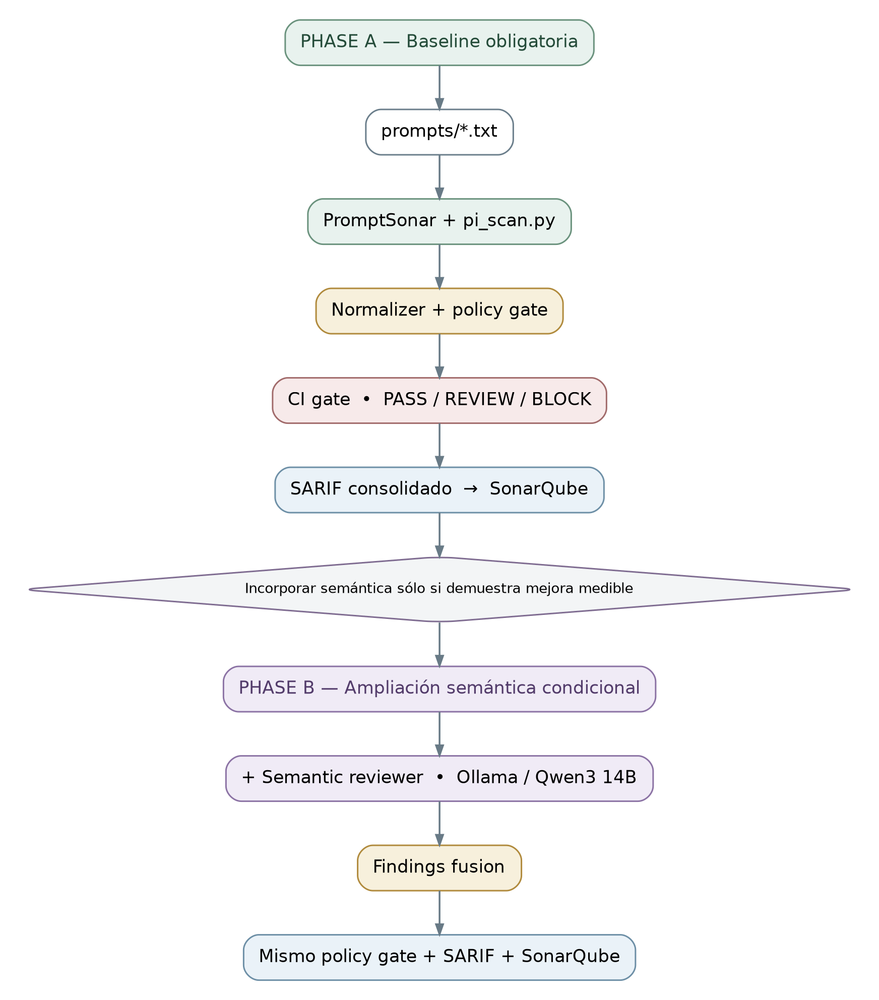 PHASE A — Baseline obligatoria
prompts/*.txt
PromptSonar + pi_scan.py
Normalizer + policy gate
CI gate • PASS / REVIEW / BLOCK
SARIF consolidado → SonarQube
Incorporar semántica sólo si demuestra mejora medible
PHASE B — Ampliación semántica condicional
+ Semantic reviewer • Ollama / Qwen3 14B
Findings fusion
Mismo policy gate + SARIF + SonarQube